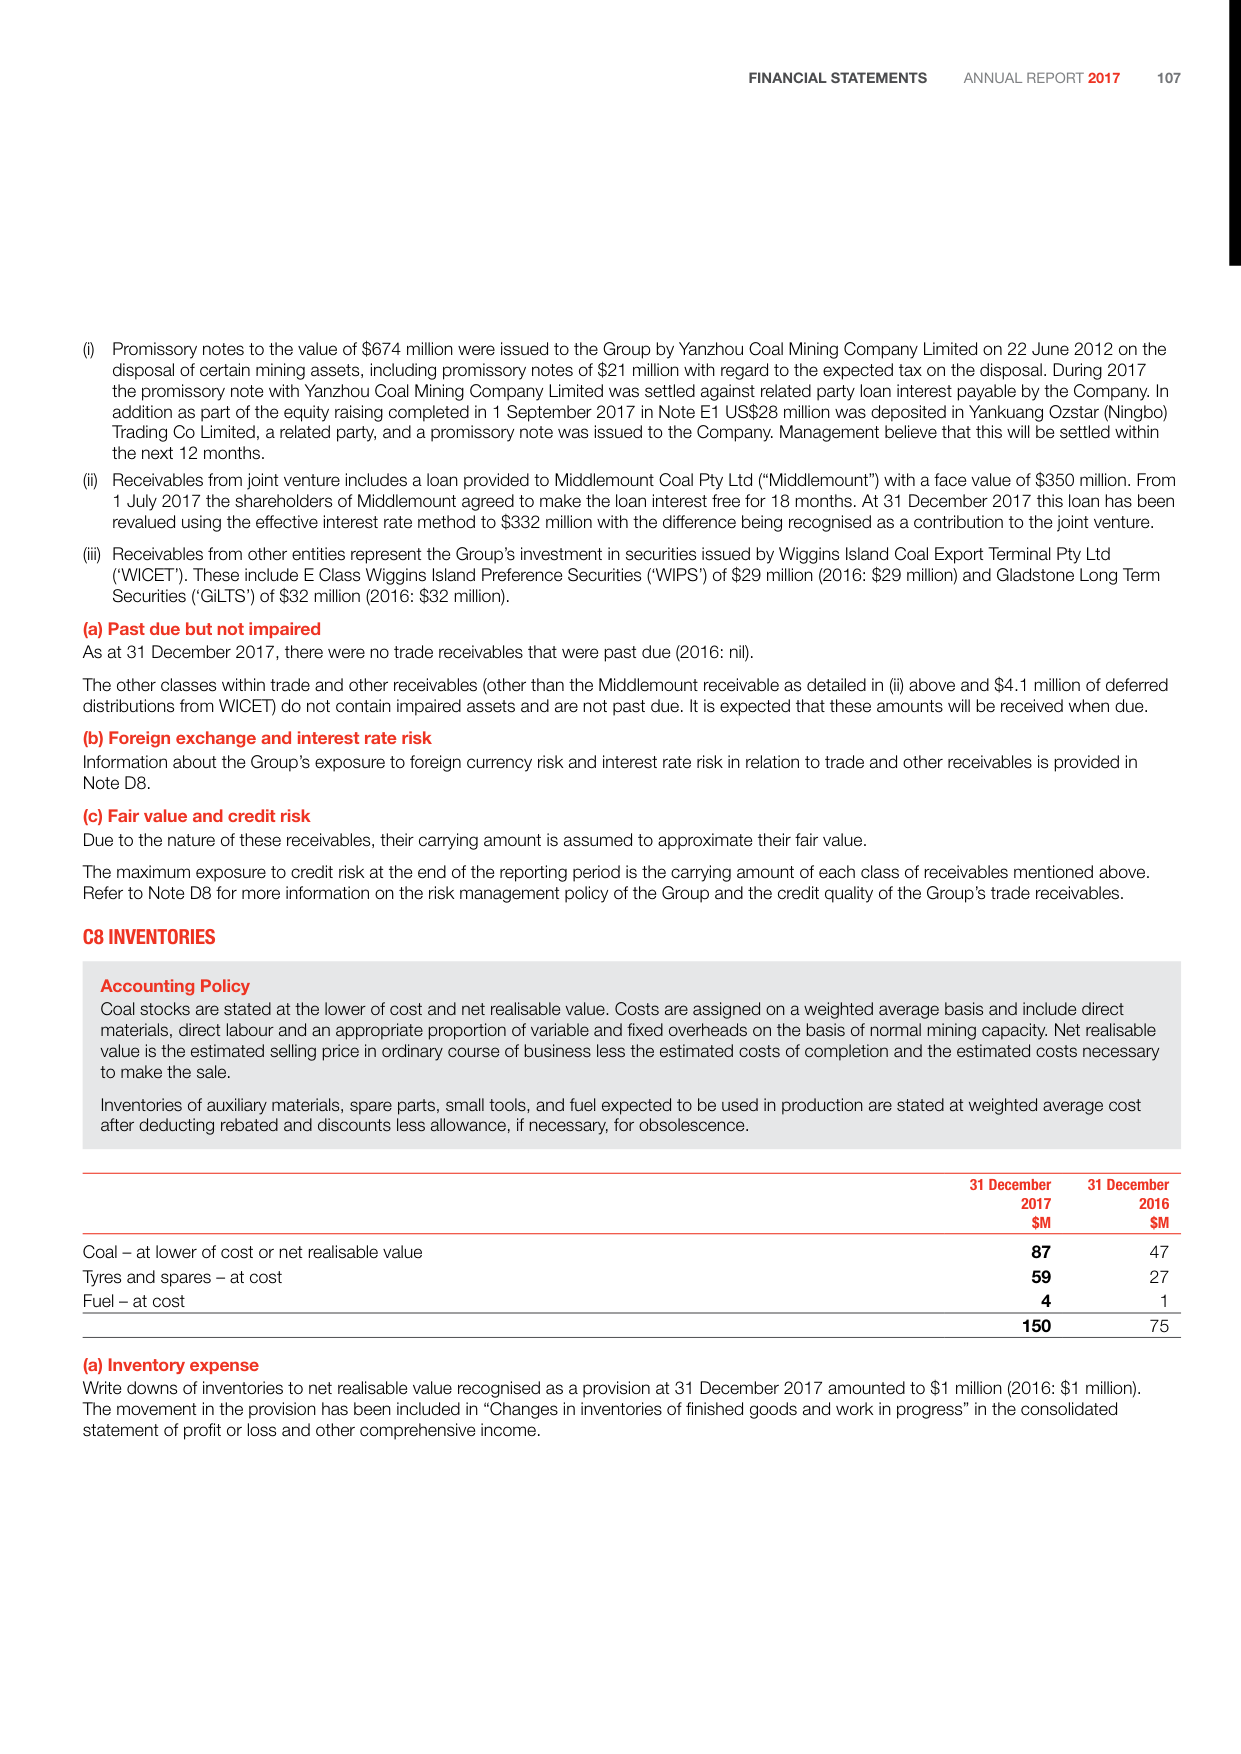 FINANCIAL STATEMENTS ANNUAL REPORT 2017 107
(i) Promissory notes to the value of $674 million were issued to the Group by Yanzhou Coal Mining Company Limited on 22 June 2012 on the
disposal of certain mining assets, including promissory notes of $21 million with regard to the expected tax on the disposal. During 2017
the promissory note with Yanzhou Coal Mining Company Limited was settled against related party loan interest payable by the Company. In
addition as part of the equity raising completed in 1 September 2017 in Note E1 US$28 million was deposited in Yankuang Ozstar (Ningbo)
Trading Co Limited, a related party, and a promissory note was issued to the Company. Management believe that this will be settled within
the next 12 months.
(ii) Receivables from joint venture includes a loan provided to Middlemount Coal Pty Ltd (“Middlemount”) with a face value of $350 million. From
1 July 2017 the shareholders of Middlemount agreed to make the loan interest free for 18 months. At 31 December 2017 this loan has been
revalued using the effective interest rate method to $332 million with the difference being recognised as a contribution to the joint venture.
(iii) Receivables from other entities represent the Group’s investment in securities issued by Wiggins Island Coal Export Terminal Pty Ltd
(‘WICET’). These include E Class Wiggins Island Preference Securities (‘WIPS’) of $29 million (2016: $29 million) and Gladstone Long Term
Securities (‘GiLTS’) of $32 million (2016: $32 million).
(a) Past due but not impaired
As at 31 December 2017, there were no trade receivables that were past due (2016: nil).
The other classes within trade and other receivables (other than the Middlemount receivable as detailed in (ii) above and $4.1 million of deferred
distributions from WICET) do not contain impaired assets and are not past due. It is expected that these amounts will be received when due.
(b) Foreign exchange and interest rate risk
Information about the Group’s exposure to foreign currency risk and interest rate risk in relation to trade and other receivables is provided in
Note D8.
(c) Fair value and credit risk
Due to the nature of these receivables, their carrying amount is assumed to approximate their fair value.
The maximum exposure to credit risk at the end of the reporting period is the carrying amount of each class of receivables mentioned above.
Refer to Note D8 for more information on the risk management policy of the Group and the credit quality of the Group’s trade receivables.
C8 INVENTORIES
Accounting Policy
Coal stocks are stated at the lower of cost and net realisable value. Costs are assigned on a weighted average basis and include direct
materials, direct labour and an appropriate proportion of variable and fixed overheads on the basis of normal mining capacity. Net realisable
value is the estimated selling price in ordinary course of business less the estimated costs of completion and the estimated costs necessary
to make the sale.
Inventories of auxiliary materials, spare parts, small tools, and fuel expected to be used in production are stated at weighted average cost
after deducting rebated and discounts less allowance, if necessary, for obsolescence.
31 December 31 December
2017 2016
$M $M
Coal – at lower of cost or net realisable value 87 47
Tyres and spares – at cost 59 27
Fuel – at cost 4 1
150 75
(a) Inventory expense
Write downs of inventories to net realisable value recognised as a provision at 31 December 2017 amounted to $1 million (2016: $1 million).
The movement in the provision has been included in “Changes in inventories of finished goods and work in progress” in the consolidated
statement of profit or loss and other comprehensive income.